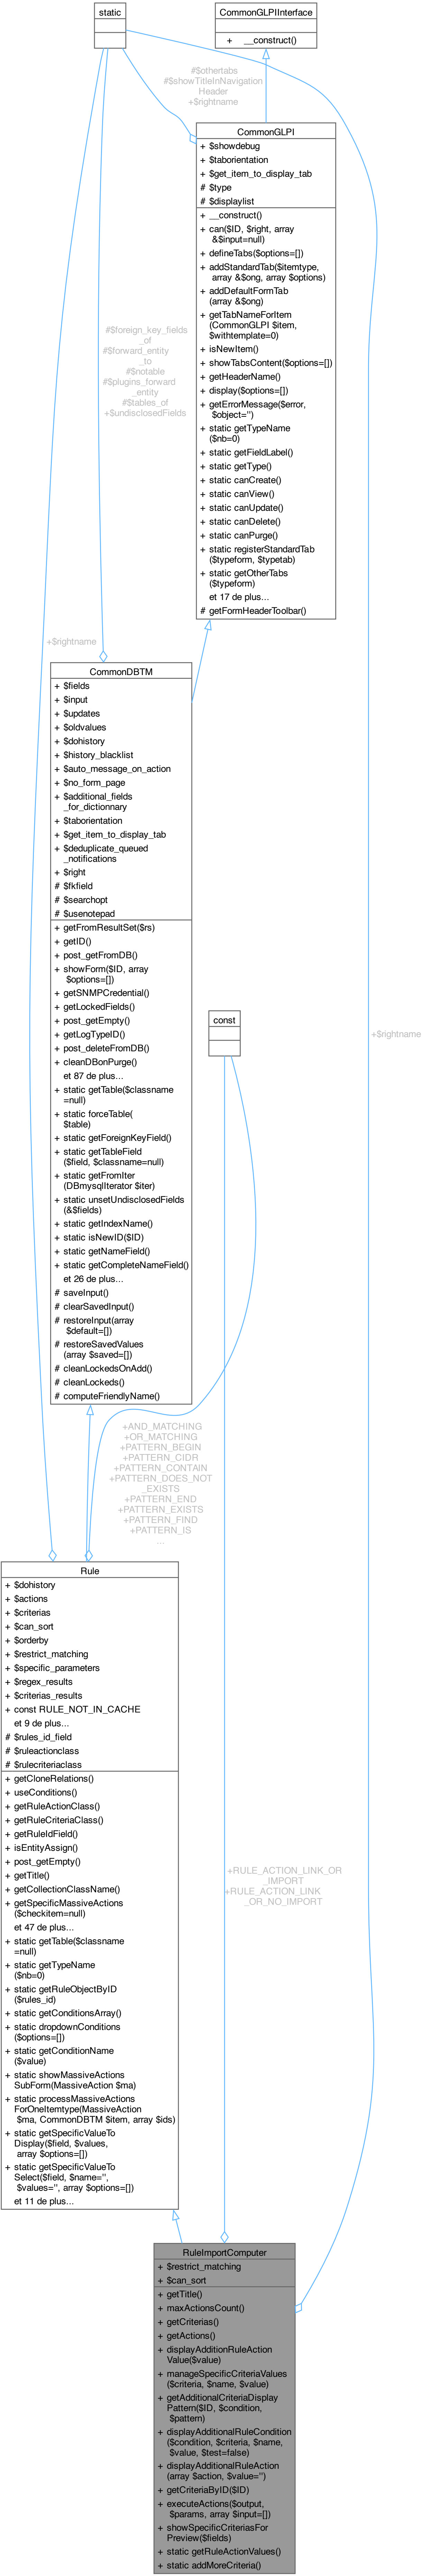 static
CommonGLPIInterface
+ __construct()
#$othertabs
#$showTitleInNavigation
Header
+$rightname
CommonGLPI
+ $showdebug
+ $taborientation
+ $get_item_to_display_tab
# $type
# $displaylist
+ __construct()
+ can($ID, $right, array
&$input=null)
+ defineTabs($options=[])
+ addStandardTab($itemtype,
array &$ong, array $options)
+ addDefaultFormTab
(array &$ong)
+ getTabNameForItem
(CommonGLPI $item,
$withtemplate=0)
+ isNewItem()
+ showTabsContent($options=[])
+ getHeaderName()
+ display($options=[])
+ getErrorMessage($error,
$object='')
+ static getTypeName
($nb=0)
+ static getFieldLabel()
+ static getType()
+ static canCreate()
+ static canView()
+ static canUpdate()
+ static canDelete()
+ static canPurge()
+ static registerStandardTab
($typeform, $typetab)
+ static getOtherTabs
($typeform)
et 17 de plus...
# getFormHeaderToolbar()
#$foreign_key_fields
_of
#$forward_entity
_to
#$notable
#$plugins_forward
_entity
#$tables_of
+$undisclosedFields
+$rightname
CommonDBTM
+ $fields
+ $input
+ $updates
+ $oldvalues
+ $dohistory
+ $history_blacklist
+ $auto_message_on_action
+ $no_form_page
+ $additional_fields
_for_dictionnary
+ $taborientation
+ $get_item_to_display_tab
+ $deduplicate_queued
_notifications
+ $right
# $fkfield
# $searchopt
# $usenotepad
+ getFromResultSet($rs)
+ getID()
+ post_getFromDB()
+ showForm($ID, array
$options=[])
+ getSNMPCredential()
+ getLockedFields()
+ post_getEmpty()
+ getLogTypeID()
+ post_deleteFromDB()
+ cleanDBonPurge()
et 87 de plus...
+ static getTable($classname
=null)
+ static forceTable(
$table)
+ static getForeignKeyField()
+ static getTableField
($field, $classname=null)
+ static getFromIter
(DBmysqlIterator $iter)
+ static unsetUndisclosedFields
(&$fields)
+ static getIndexName()
+ static isNewID($ID)
+ static getNameField()
+ static getCompleteNameField()
et 26 de plus...
# saveInput()
# clearSavedInput()
# restoreInput(array
$default=[])
# restoreSavedValues
(array $saved=[])
# cleanLockedsOnAdd()
# cleanLockeds()
# computeFriendlyName()
const
+$rightname
+AND_MATCHING
+OR_MATCHING
+PATTERN_BEGIN
+PATTERN_CIDR
+PATTERN_CONTAIN
+PATTERN_DOES_NOT
_EXISTS
+PATTERN_END
+PATTERN_EXISTS
+PATTERN_FIND
+PATTERN_IS
...
Rule
+ $dohistory
+ $actions
+ $criterias
+ $can_sort
+ $orderby
+ $restrict_matching
+ $specific_parameters
+ $regex_results
+ $criterias_results
+ const RULE_NOT_IN_CACHE
et 9 de plus...
# $rules_id_field
# $ruleactionclass
# $rulecriteriaclass
+ getCloneRelations()
+ useConditions()
+ getRuleActionClass()
+ getRuleCriteriaClass()
+ getRuleIdField()
+ isEntityAssign()
+ post_getEmpty()
+ getTitle()
+ getCollectionClassName()
+ getSpecificMassiveActions
($checkitem=null)
et 47 de plus...
+ static getTable($classname
=null)
+ static getTypeName
($nb=0)
+ static getRuleObjectByID
($rules_id)
+ static getConditionsArray()
+ static dropdownConditions
($options=[])
+ static getConditionName
($value)
+ static showMassiveActions
SubForm(MassiveAction $ma)
+ static processMassiveActions
ForOneItemtype(MassiveAction
$ma, CommonDBTM $item, array $ids)
+ static getSpecificValueTo
Display($field, $values,
array $options=[])
+ static getSpecificValueTo
Select($field, $name='',
$values='', array $options=[])
et 11 de plus...
+RULE_ACTION_LINK_OR
_IMPORT
+RULE_ACTION_LINK
_OR_NO_IMPORT
RuleImportComputer
+ $restrict_matching
+ $can_sort
+ getTitle()
+ maxActionsCount()
+ getCriterias()
+ getActions()
+ displayAdditionRuleAction
Value($value)
+ manageSpecificCriteriaValues
($criteria, $name, $value)
+ getAdditionalCriteriaDisplay
Pattern($ID, $condition,
$pattern)
+ displayAdditionalRuleCondition
($condition, $criteria, $name,
$value, $test=false)
+ displayAdditionalRuleAction
(array $action, $value='')
+ getCriteriaByID($ID)
+ executeActions($output,
$params, array $input=[])
+ showSpecificCriteriasFor
Preview($fields)
+ static getRuleActionValues()
+ static addMoreCriteria()